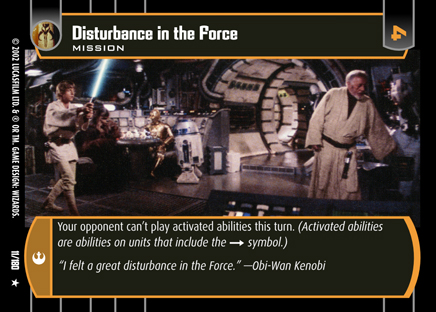 Disturbance in the Force
4
MISSION
Your opponent can't play activated abilities this turn. (Activated abilities
are abilities on units that include the → symbol.)
"I felt a great disturbance in the Force." —Obi-Wan Kenobi
© 2002 LUCASFILM LTD. & ® OR TM. GAME DESIGN: WIZARDS.
11/180 ★